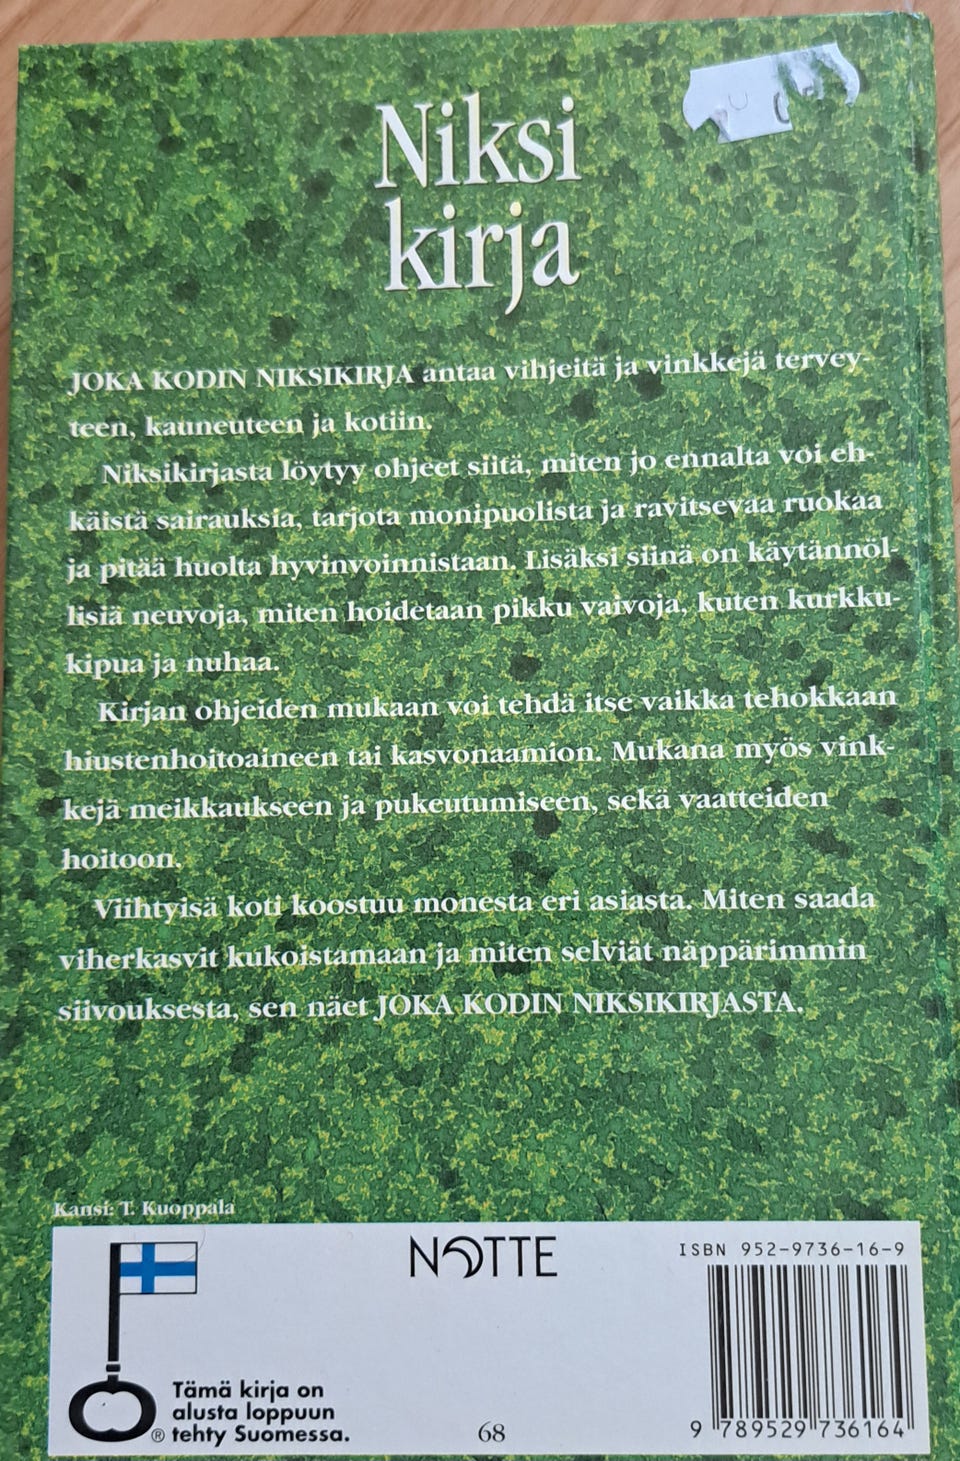 Niksi
kirja
JOKA KODIN NIKSIKIRJA antaa vihjeitä ja vinkkejä tervey-
teen, kauneuteen ja kotiin.
Niksikirjasta löytyy ohjeet siitä, miten jo ennalta voi eh-
käistä sairauksia, tarjota monipuolista ja ravitsevaa ruokaa
ja pitää huolta hyvinvoinnistaan. Lisäksi siinä on käytännöl-
lisiä neuvoja, miten hoidetaan pikku vaivoja, kuten kurkku-
kipua ja nuhaa.
Kirjan ohjeiden mukaan voi tehdä itse vaikka tehokkaan
hiustenhoitoaineen tai kasvonaamion. Mukana myös vink-
kejä meikkaukseen ja pukeutumiseen, sekä vaatteiden
hoitoon.
Viihtyisä koti koostuu monesta eri asiasta. Miten saada
viherkasvit kukoistamaan ja miten selviät näppärimmin
siivouksesta, sen näet JOKA KODIN NIKSIKIRJASTA.
Kansi: T. Kuoppala
NOTTE
ISBN 952-9736-16-9
Tämä kirja on
alusta loppuun
® tehty Suomessa.
68
9 789529 736164